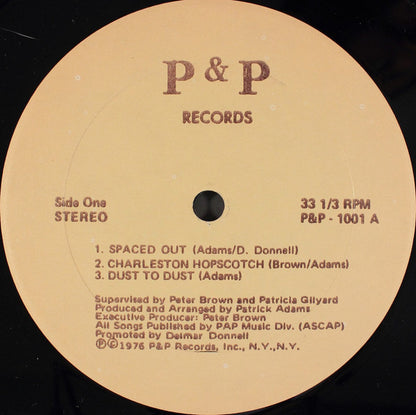 P & P
RECORDS
Side One
STEREO
33 1/3 RPM
P&P - 1001 A
1. SPACED OUT (Adams/D. Donnell)
2. CHARLESTON HOPSCOTCH (Brown/Adams)
3. DUST TO DUST (Adams)
Supervised by Peter Brown and Patricia Gilyard
Produced and Arranged by Patrick Adams
Executive Producer: Peter Brown
All Songs Published by PAP Music Div. (ASCAP)
Promoted by Delmar Donnell
Ⓟ©1976 P&P Records, Inc., N.Y.,N.Y.